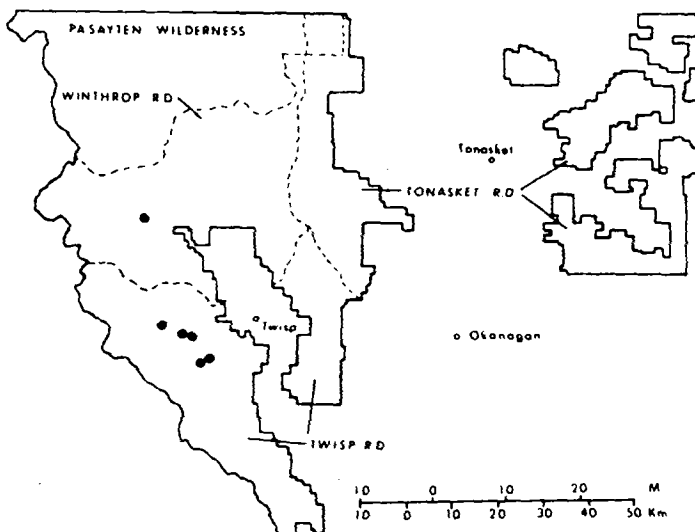 PASAYTEN WILDERNESS
WINTHROP R.D.
Tonasket
TONASKET R.D.
Twisp
Okanagan
TWISP R.D.
10 0 10 20 M
10 0 10 20 30 40 50 Km